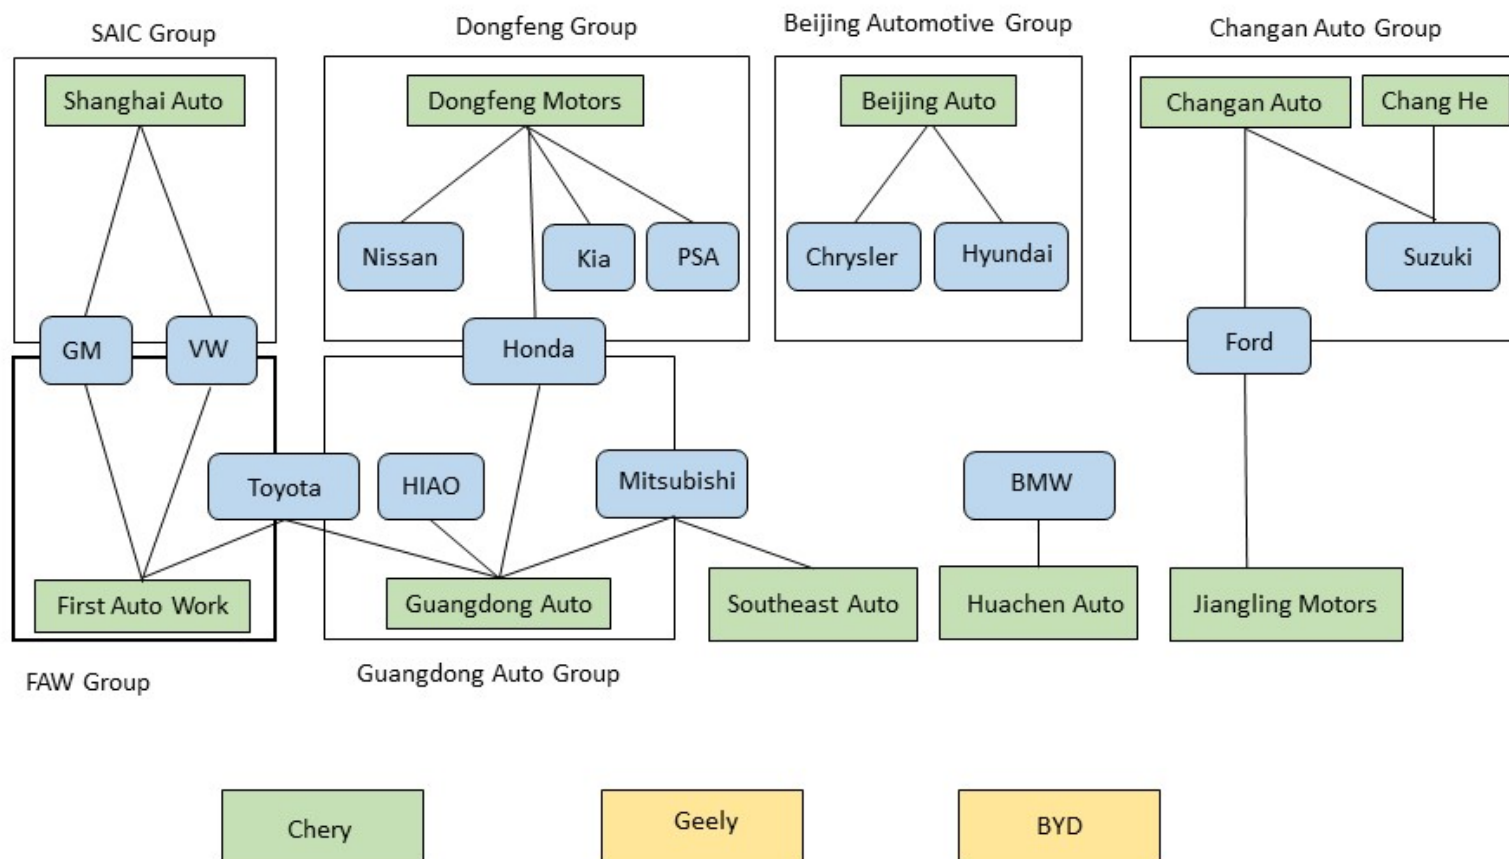 SAIC Group
Dongfeng Group
Beijing Automotive Group
Changan Auto Group
Shanghai Auto
Dongfeng Motors
Beijing Auto
Changan Auto
Chang He
Nissan
Kia
PSA
Chrysler
Hyundai
Suzuki
GM
VW
Honda
Ford
Toyota
HIAO
Mitsubishi
BMW
First Auto Work
Guangdong Auto
Southeast Auto
Huachen Auto
Jiangling Motors
FAW Group
Guangdong Auto Group
Chery
Geely
BYD